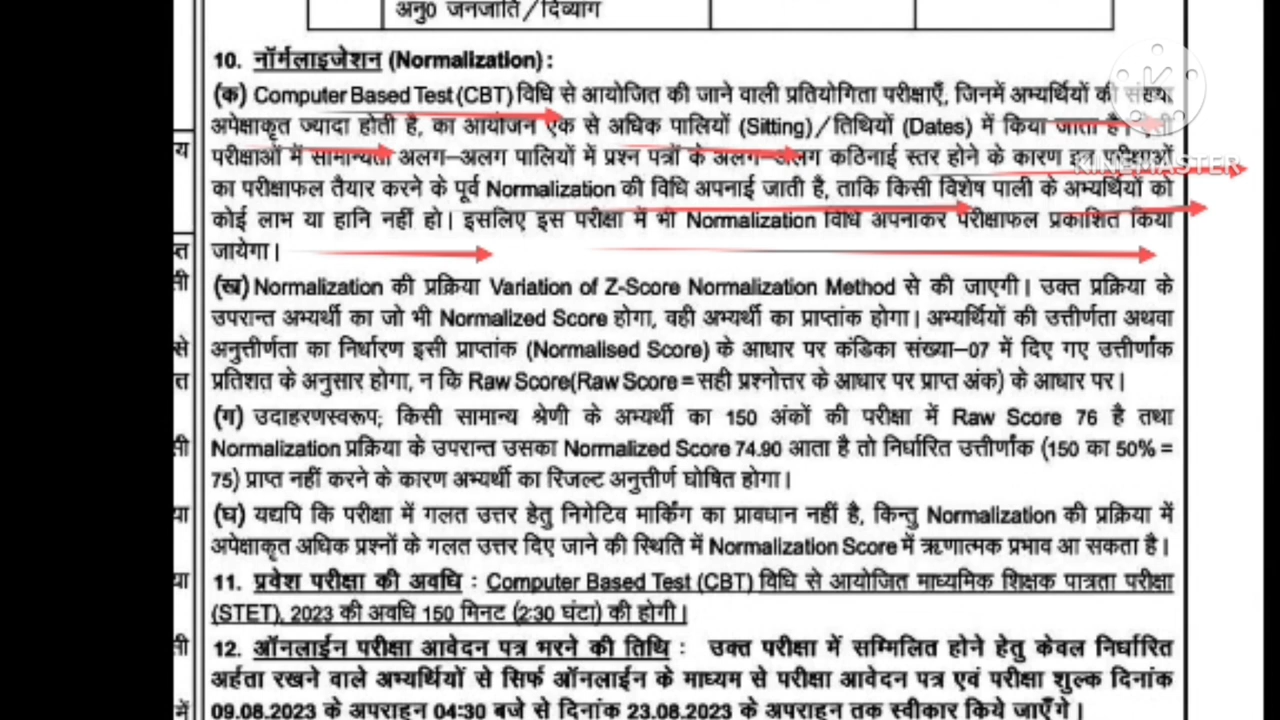 अनु0 जनजाति/दिव्यांग
10. नॉर्मलाइजेशन (Normalization) :
(क) Computer Based Test (CBT) विधि से आयोजित की जाने वाली प्रतियोगिता परीक्षाएँ, जिनमें अभ्यर्थियों की संख्या
अपेक्षाकृत ज्यादा होती है, का आयोजन एक से अधिक पालियों (Sitting)/तिथियों (Dates) में किया जाता है।
परीक्षाओं में सामान्यतः अलग–अलग पालियों में प्रश्न पत्रों के अलग–अलग कठिनाई स्तर होने के कारण इन परीक्षाओं
का परीक्षाफल तैयार करने के पूर्व Normalization की विधि अपनाई जाती है, ताकि किसी विशेष पाली के अभ्यर्थियों को
कोई लाभ या हानि नहीं हो। इसलिए इस परीक्षा में भी Normalization विधि अपनाकर परीक्षाफल प्रकाशित किया
जायेगा।
(ख) Normalization की प्रक्रिया Variation of Z-Score Normalization Method से की जाएगी। उक्त प्रक्रिया के
उपरान्त अभ्यर्थी का जो भी Normalized Score होगा, वही अभ्यर्थी का प्राप्तांक होगा। अभ्यर्थियों की उत्तीर्णता अथवा
अनुत्तीर्णता का निर्धारण इसी प्राप्तांक (Normalised Score) के आधार पर कंडिका संख्या–07 में दिए गए उत्तीर्णांक
प्रतिशत के अनुसार होगा, न कि Raw Score(Raw Score = सही प्रश्नोत्तर के आधार पर प्राप्त अंक) के आधार पर।
(ग) उदाहरणस्वरूप; किसी सामान्य श्रेणी के अभ्यर्थी का 150 अंकों की परीक्षा में Raw Score 76 है तथा
Normalization प्रक्रिया के उपरान्त उसका Normalized Score 74.90 आता है तो निर्धारित उत्तीर्णांक (150 का 50% =
75) प्राप्त नहीं करने के कारण अभ्यर्थी का रिजल्ट अनुत्तीर्ण घोषित होगा।
(घ) यद्यपि कि परीक्षा में गलत उत्तर हेतु निगेटिव मार्किंग का प्रावधान नहीं है, किन्तु Normalization की प्रक्रिया में
अपेक्षाकृत अधिक प्रश्नों के गलत उत्तर दिए जाने की स्थिति में Normalization Score में ऋणात्मक प्रभाव आ सकता है।
11. प्रवेश परीक्षा की अवधि : Computer Based Test (CBT) विधि से आयोजित माध्यमिक शिक्षक पात्रता परीक्षा
(STET), 2023 की अवधि 150 मिनट (2:30 घंटा) की होगी।
12. ऑनलाईन परीक्षा आवेदन पत्र भरने की तिथि : उक्त परीक्षा में सम्मिलित होने हेतु केवल निर्धारित
अर्हता रखने वाले अभ्यर्थियों से सिर्फ ऑनलाईन के माध्यम से परीक्षा आवेदन पत्र एवं परीक्षा शुल्क दिनांक
09.08.2023 के अपराहन 04:30 बजे से दिनांक 23.08.2023 के अपराहन तक स्वीकार किये जाएँगे।
K
KINEMASTER